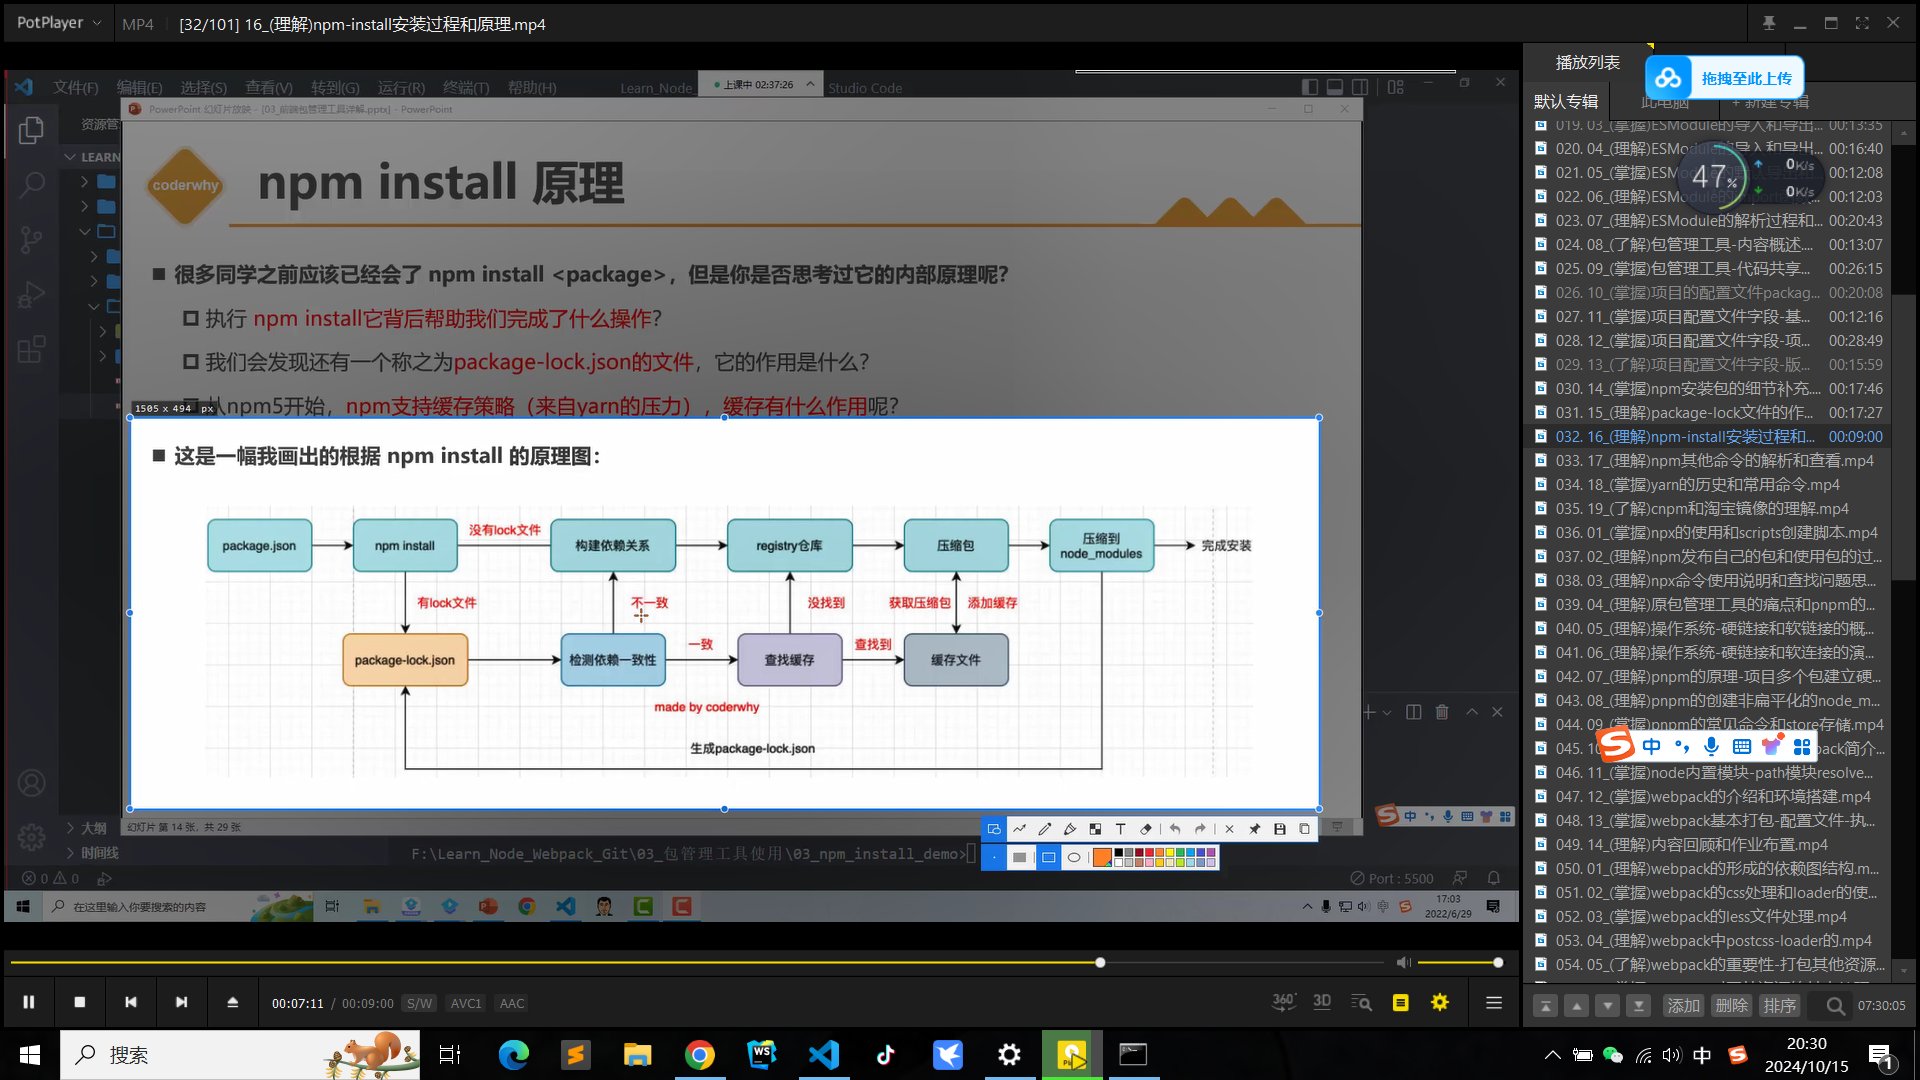 PotPlayer
MP4
[32/101] 16_(理解)npm-install安装过程和原理.mp4
文件(F) 编辑(E) 选择(S) 查看(V) 转到(G) 运行(R) 终端(T) 帮助(H)
Learn_Node_
上课中 02:37:26
Studio Code
PowerPoint 幻灯片放映 - [03_前端包管理工具详解.pptx] - PowerPoint
资源管
LEARN
coderwhy
npm install 原理
■ 很多同学之前应该已经会了 npm install <package>，但是你是否思考过它的内部原理呢？
执行 npm install它背后帮助我们完成了什么操作？
我们会发现还有一个称之为package-lock.json的文件，它的作用是什么？
从npm5开始，npm支持缓存策略（来自yarn的压力），缓存有什么作用呢？
1505 x 494 px
■ 这是一幅我画出的根据 npm install 的原理图：
package.json
npm install
没有lock文件
构建依赖关系
registry仓库
压缩包
压缩到
node_modules
完成安装
有lock文件
不一致
没找到
获取压缩包
添加缓存
package-lock.json
检测依赖一致性
一致
查找缓存
查找到
缓存文件
made by coderwhy
生成package-lock.json
幻灯片 第 14 张，共 29 张
大纲
时间线
F:\Learn_Node_Webpack_Git\03_包管理工具使用\03_npm_install_demo>
0 0
Port : 5500
在这里输入你要搜索的内容
17:03
2022/6/29
00:07:11 / 00:09:00
S/W
AVC1
AAC
360°
3D
播放列表
拖拽至此上传
默认专辑
此电脑
+ 新建专辑
47%
0K/s
0K/s
019. 03_(掌握)ESModule的导入和导出... 00:13:35
020. 04_(理解)ESModule的导入和导出... 00:16:40
021. 05_(掌握)ESMo 00:12:08
022. 06_(理解)ESMo 00:12:03
023. 07_(理解)ESModule的解析过程和... 00:20:43
024. 08_(了解)包管理工具-内容概述.... 00:13:07
025. 09_(掌握)包管理工具-代码共享... 00:26:15
026. 10_(掌握)项目的配置文件packag... 00:20:08
027. 11_(掌握)项目配置文件字段-基... 00:12:16
028. 12_(掌握)项目配置文件字段-项... 00:28:49
029. 13_(了解)项目配置文件字段-版... 00:15:59
030. 14_(掌握)npm安装包的细节补充.... 00:17:46
031. 15_(理解)package-lock文件的作... 00:17:27
032. 16_(理解)npm-install安装过程和... 00:09:00
033. 17_(理解)npm其他命令的解析和查看.mp4
034. 18_(掌握)yarn的历史和常用命令.mp4
035. 19_(了解)cnpm和淘宝镜像的理解.mp4
036. 01_(掌握)npx的使用和scripts创建脚本.mp4
037. 02_(理解)npm发布自己的包和使用包的过...
038. 03_(理解)npx命令使用说明和查找问题思...
039. 04_(理解)原包管理工具的痛点和pnpm的...
040. 05_(理解)操作系统-硬链接和软链接的概...
041. 06_(理解)操作系统-硬链接和软连接的演...
042. 07_(理解)pnpm的原理-项目多个包建立硬...
043. 08_(理解)pnpm的创建非扁平化的node_m...
044. 09_(掌握)pnpm的常见命令和store存储.mp4
045. 10 pack简介...
中
046. 11_(掌握)node内置模块-path模块resolve...
047. 12_(掌握)webpack的介绍和环境搭建.mp4
048. 13_(掌握)webpack基本打包-配置文件-执...
049. 14_(理解)内容回顾和作业布置.mp4
050. 01_(理解)webpack的形成的依赖图结构.m...
051. 02_(掌握)webpack的css处理和loader的使...
052. 03_(掌握)webpack的less文件处理.mp4
053. 04_(理解)webpack中postcss-loader的.mp4
054. 05_(了解)webpack的重要性-打包其他资源...
添加 删除 排序
07:30:05
搜索
中
20:30
2024/10/15
1